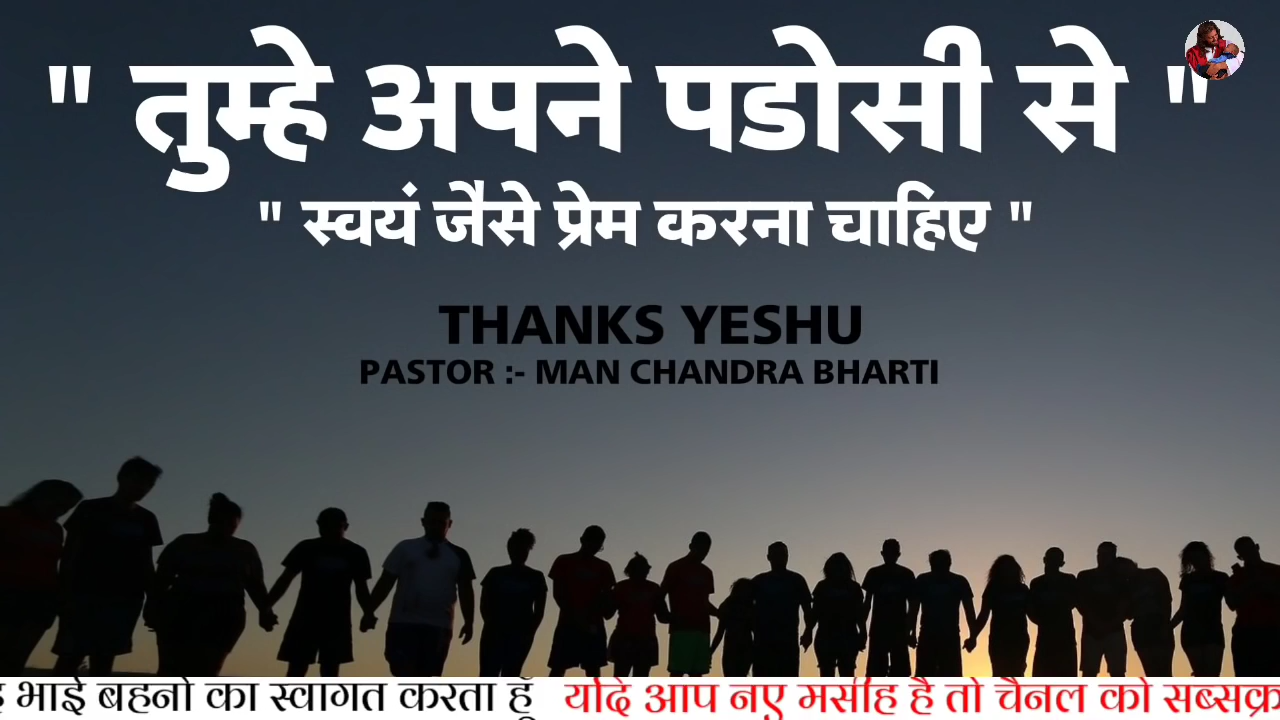 " तुम्हे अपने पडोसी से "
" स्वयं जैसे प्रेम करना चाहिए "
THANKS YESHU
PASTOR :- MAN CHANDRA BHARTI
भाई बहनो का स्वागत करता हूँ यदि आप नए मसीह है तो चैनल को